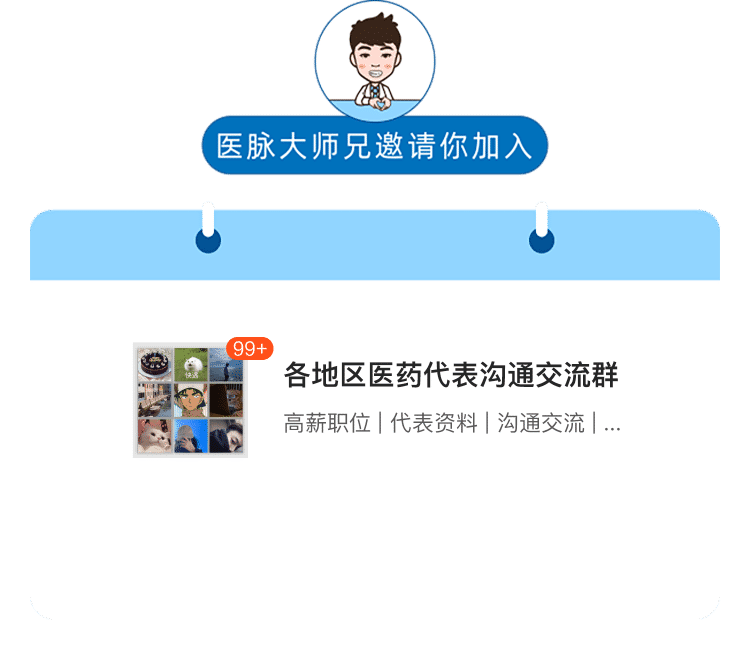 医脉大师兄邀请你加入
99+
各地区医药代表沟通交流群
高薪职位 | 代表资料 | 沟通交流 | ...